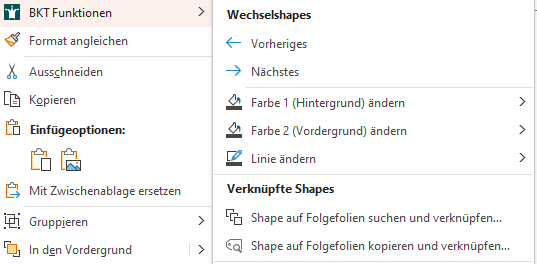 BKT Funktionen
Format angleichen
Ausschneiden
Kopieren
Einfügeoptionen:
Mit Zwischenablage ersetzen
Gruppieren
In den Vordergrund
Wechselshapes
Vorheriges
Nächstes
Farbe 1 (Hintergrund) ändern
Farbe 2 (Vordergrund) ändern
Linie ändern
Verknüpfte Shapes
Shape auf Folgefolien suchen und verknüpfen...
Shape auf Folgefolien kopieren und verknüpfen...